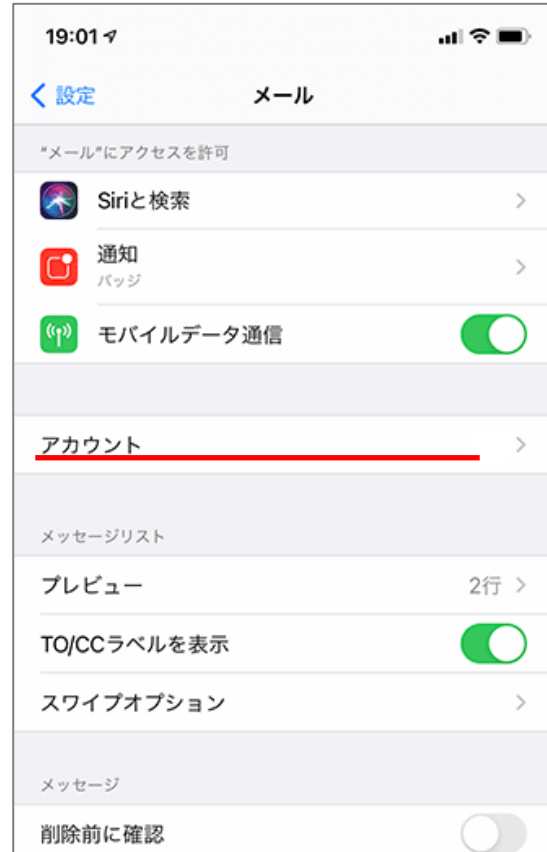 19:01
設定
メール
“メール”にアクセスを許可
Siriと検索
通知
バッジ
モバイルデータ通信
アカウント
メッセージリスト
プレビュー 2行
TO/CCラベルを表示
スワイプオプション
メッセージ
削除前に確認